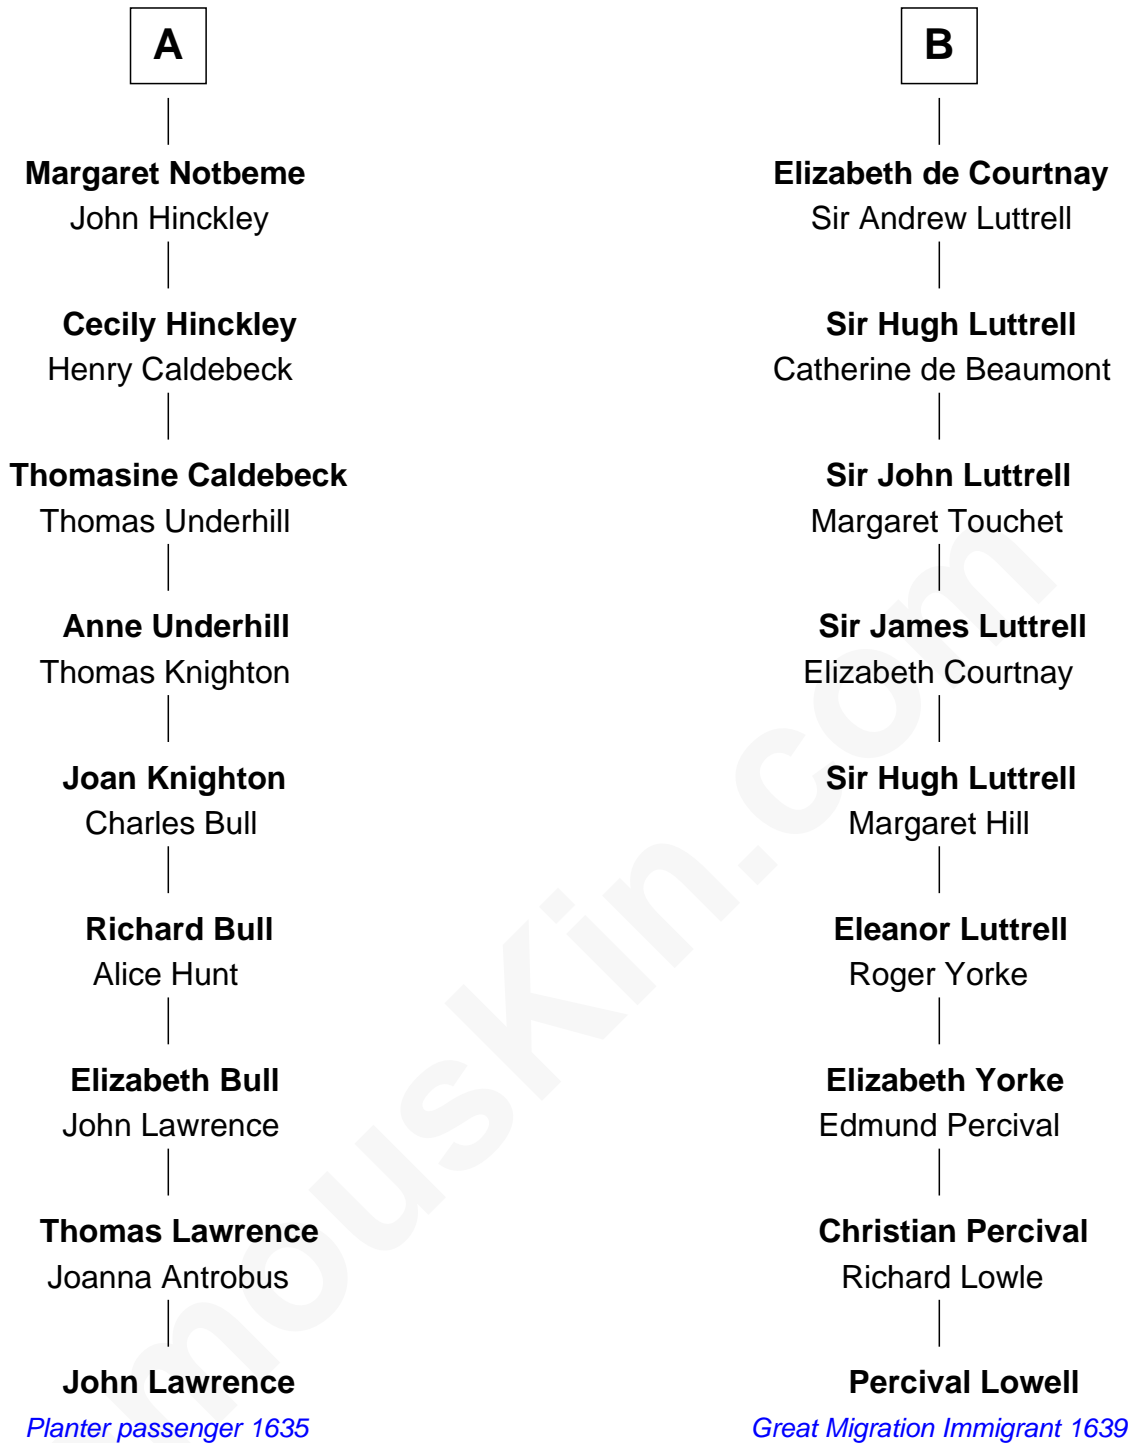 A
Margaret Notbeme
John Hinckley
Cecily Hinckley
Henry Caldebeck
Thomasine Caldebeck
Thomas Underhill
Anne Underhill
Thomas Knighton
Joan Knighton
Charles Bull
Richard Bull
Alice Hunt
Elizabeth Bull
John Lawrence
Thomas Lawrence
Joanna Antrobus
John Lawrence
Planter passenger 1635
B
Elizabeth de Courtnay
Sir Andrew Luttrell
Sir Hugh Luttrell
Catherine de Beaumont
Sir John Luttrell
Margaret Touchet
Sir James Luttrell
Elizabeth Courtnay
Sir Hugh Luttrell
Margaret Hill
Eleanor Luttrell
Roger Yorke
Elizabeth Yorke
Edmund Percival
Christian Percival
Richard Lowle
Percival Lowell
Great Migration Immigrant 1639
mousKin.com